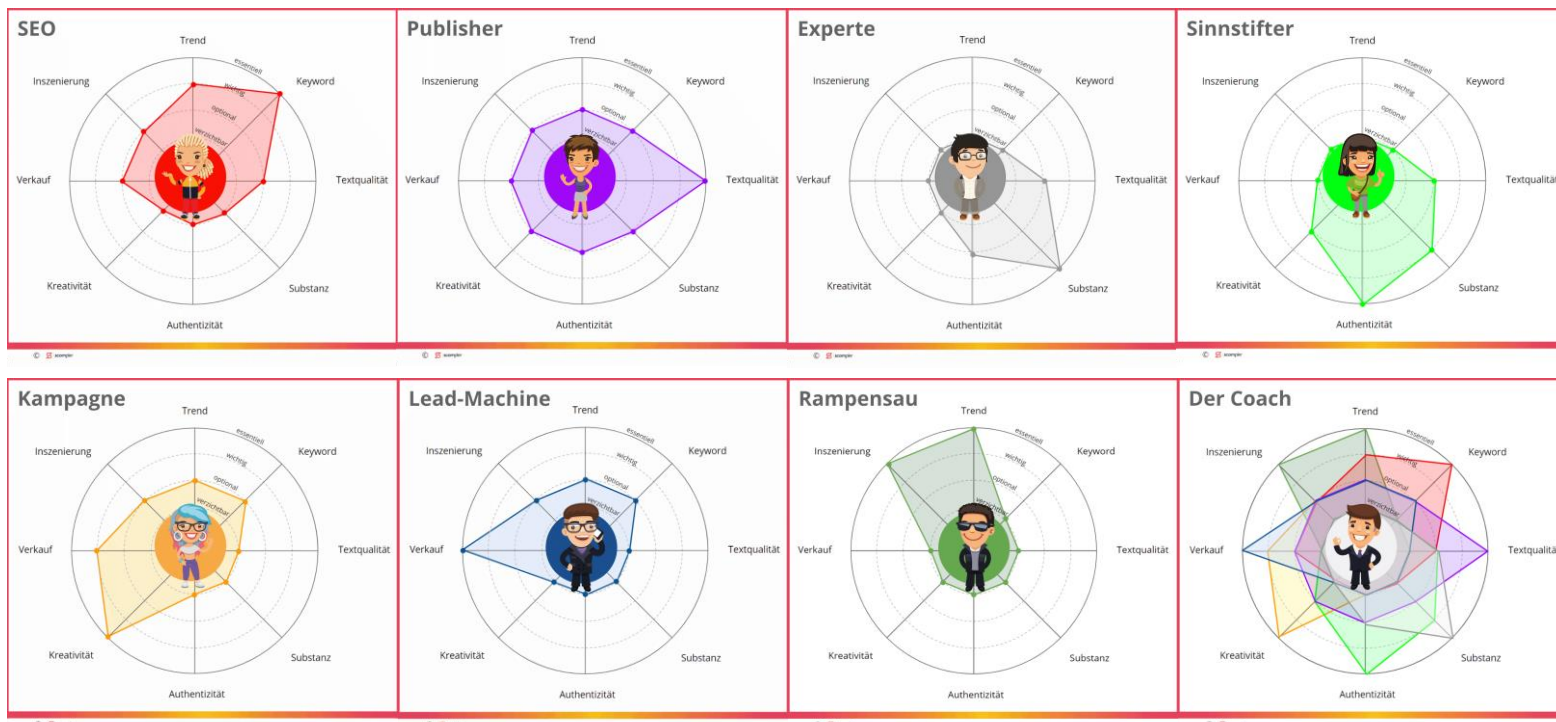 SEO
Trend
essentiell
Inszenierung
Keyword
wichtig
optional
verzichtbar
Verkauf
Textqualität
Kreativität
Substanz
Authentizität
©
Publisher
Trend
essentiell
Inszenierung
Keyword
wichtig
optional
verzichtbar
Verkauf
Textqualität
Kreativität
Substanz
Authentizität
©
Experte
Trend
essentiell
Inszenierung
Keyword
wichtig
optional
verzichtbar
Verkauf
Textqualität
Kreativität
Substanz
Authentizität
©
Sinnstifter
Trend
essentiell
Inszenierung
Keyword
wichtig
optional
verzichtbar
Verkauf
Textqualität
Kreativität
Substanz
Authentizität
©
Kampagne
Trend
essentiell
Inszenierung
Keyword
wichtig
optional
verzichtbar
Verkauf
Textqualität
Kreativität
Substanz
Authentizität
Lead-Machine
Trend
essentiell
Inszenierung
Keyword
wichtig
optional
verzichtbar
Verkauf
Textqualität
Kreativität
Substanz
Authentizität
Rampensau
Trend
essentiell
Inszenierung
Keyword
wichtig
optional
verzichtbar
Verkauf
Textqualität
Kreativität
Substanz
Authentizität
Der Coach
Trend
essentiell
Inszenierung
Keyword
wichtig
optional
verzichtbar
Verkauf
Textqualität
Kreativität
Substanz
Authentizität